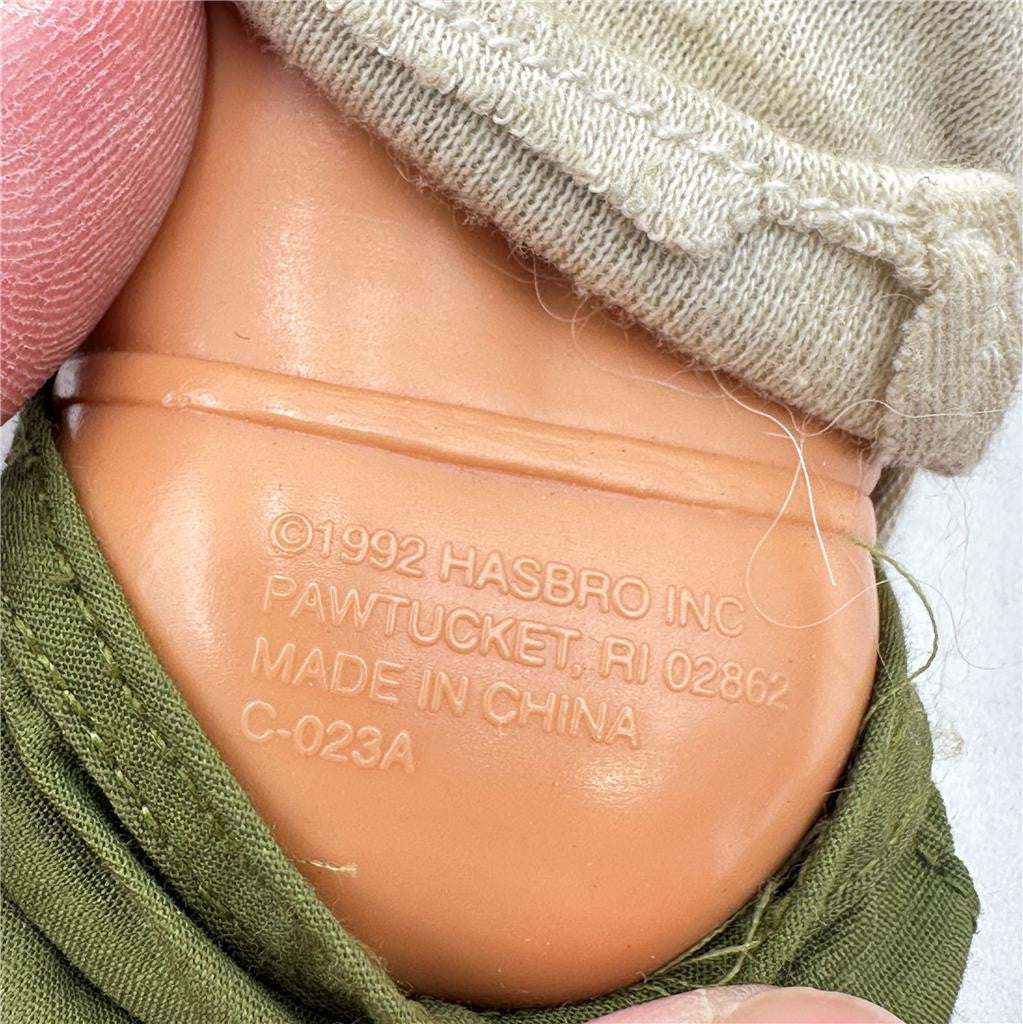 ©1992 HASBRO INC
PAWTUCKET, RI 02862
MADE IN CHINA
C-023A